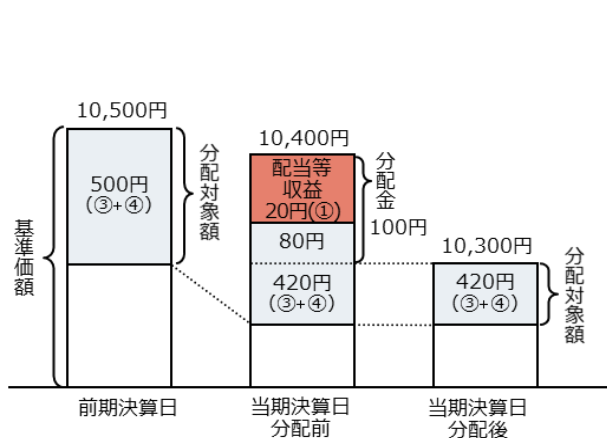 10,500円
500円
(③+④)
分配対象額
基準価額
前期決算日
10,400円
配当等
収益
20円(①)
80円
420円
(③+④)
分配金
100円
当期決算日
分配前
10,300円
420円
(③+④)
分配対象額
当期決算日
分配後